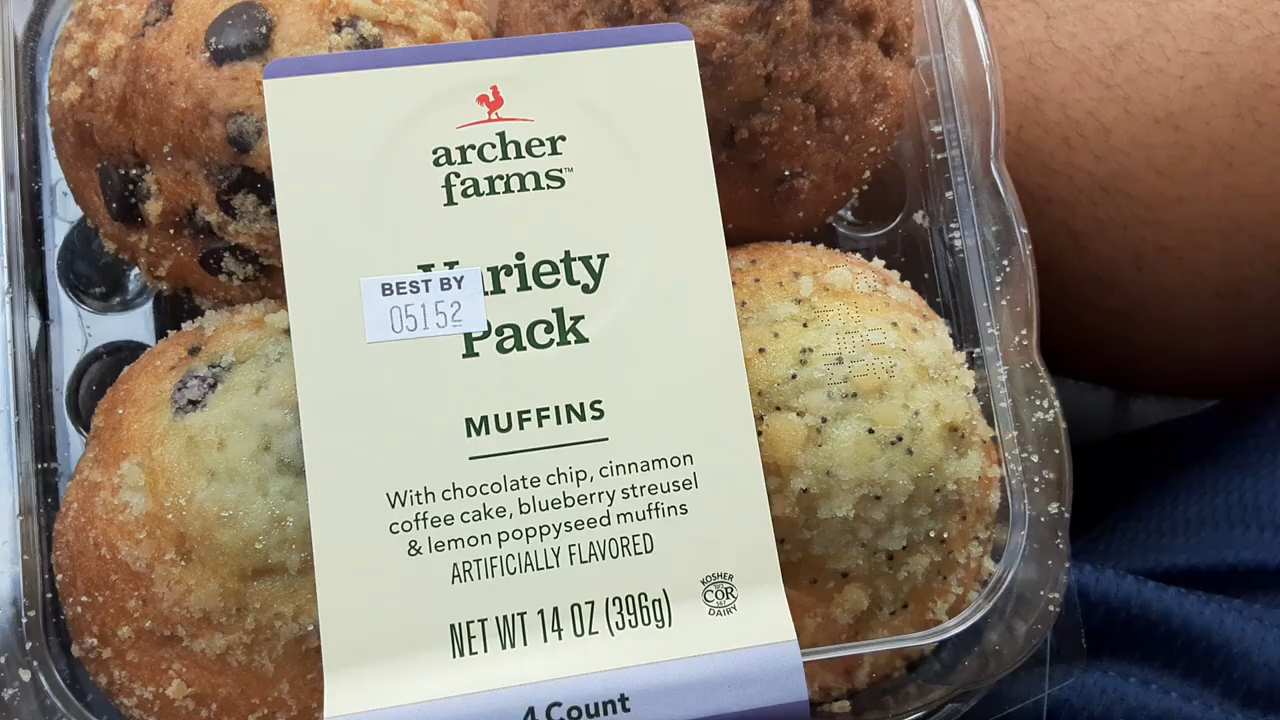 archer
farms™
Variety
Pack
BEST BY
05152
MUFFINS
With chocolate chip, cinnamon
coffee cake, blueberry streusel
& lemon poppyseed muffins
ARTIFICIALLY FLAVORED
NET WT 14 OZ (396g)
KOSHER
COR
DAIRY
4 Count